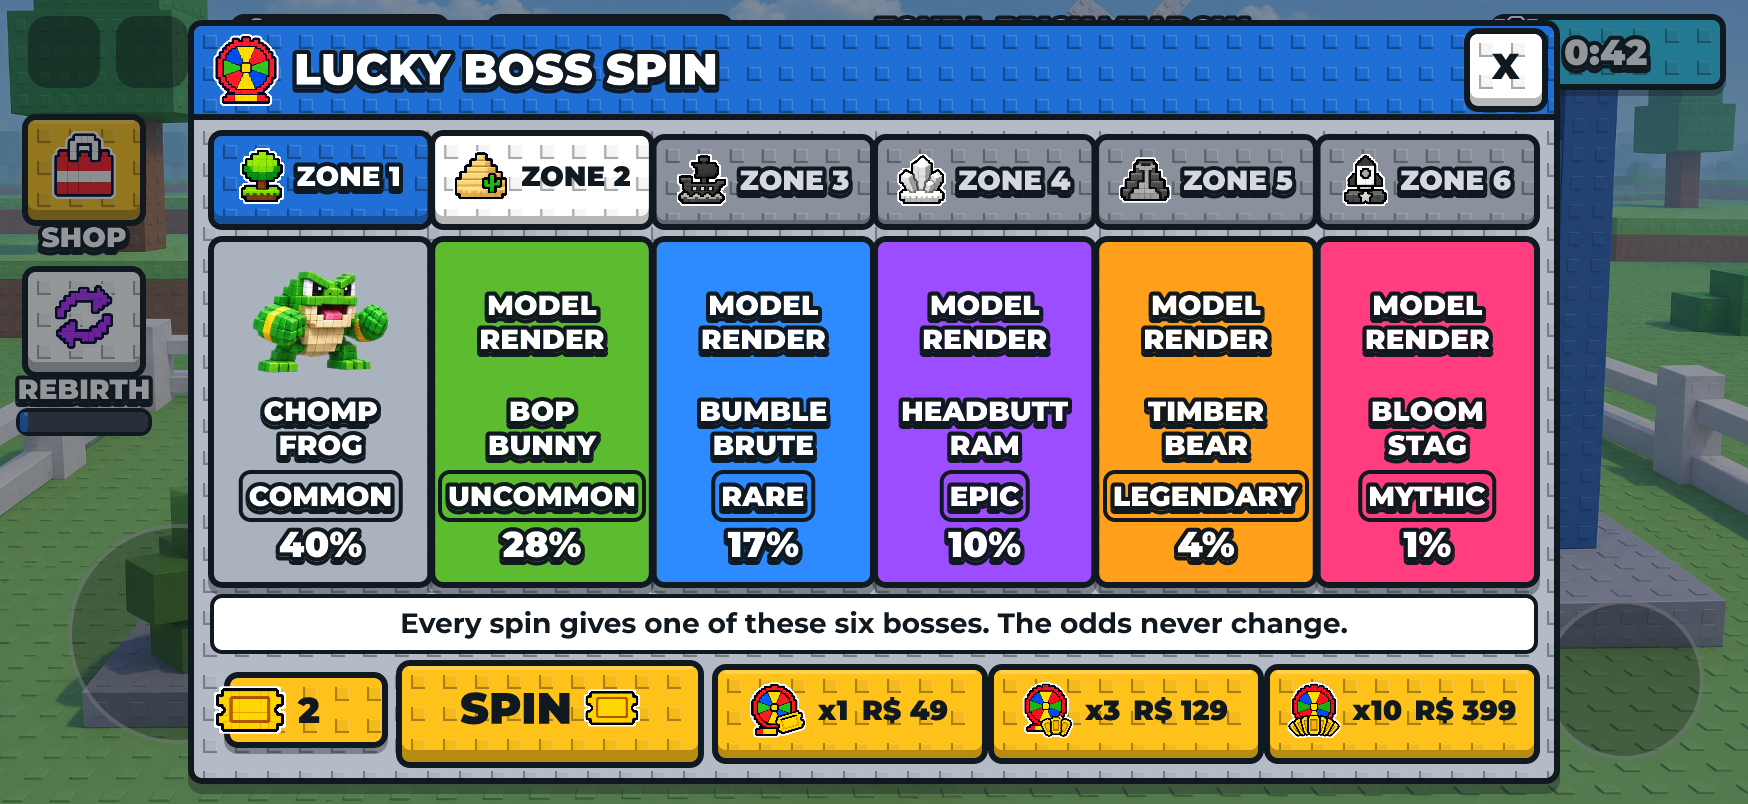 LUCKY BOSS SPIN
X
0:42
SHOP
REBIRTH
ZONE 1
ZONE 2
ZONE 3
ZONE 4
ZONE 5
ZONE 6
CHOMP
FROG
COMMON
40%
MODEL
RENDER
BOP
BUNNY
UNCOMMON
28%
MODEL
RENDER
BUMBLE
BRUTE
RARE
17%
MODEL
RENDER
HEADBUTT
RAM
EPIC
10%
MODEL
RENDER
TIMBER
BEAR
LEGENDARY
4%
MODEL
RENDER
BLOOM
STAG
MYTHIC
1%
Every spin gives one of these six bosses. The odds never change.
2
SPIN
x1 R$ 49
x3 R$ 129
x10 R$ 399